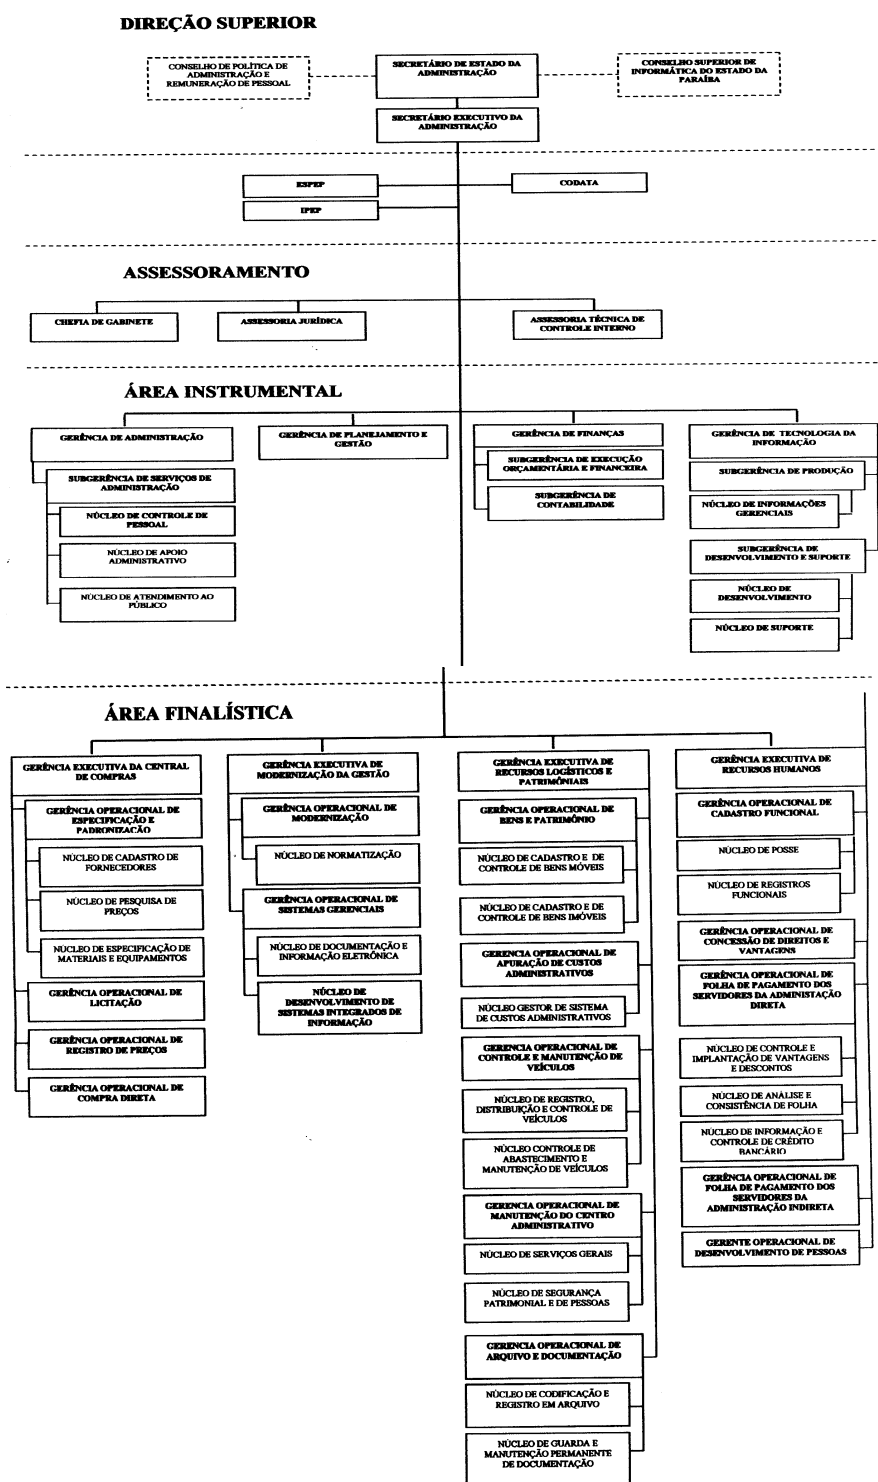 DIREÇÃO SUPERIOR
CONSELHO DE POLÍTICA DE
ADMINISTRAÇÃO E
REMUNERAÇÃO DE PESSOAL
SECRETÁRIO DE ESTADO DA
ADMINISTRAÇÃO
CONSELHO SUPERIOR DE
INFORMÁTICA DO ESTADO DA
PARAÍBA
SECRETÁRIO EXECUTIVO DA
ADMINISTRAÇÃO
ESPEP
CODATA
IPEP
ASSESSORAMENTO
CHEFIA DE GABINETE
ASSESSORIA JURÍDICA
ASSESSORIA TÉCNICA DE
CONTROLE INTERNO
ÁREA INSTRUMENTAL
GERÊNCIA DE ADMINISTRAÇÃO
SUBGERÊNCIA DE SERVIÇOS DE
ADMINISTRAÇÃO
NÚCLEO DE CONTROLE DE
PESSOAL
NÚCLEO DE APOIO
ADMINISTRATIVO
NÚCLEO DE ATENDIMENTO AO
PÚBLICO
GERÊNCIA DE PLANEJAMENTO E
GESTÃO
GERÊNCIA DE FINANÇAS
SUBGERÊNCIA DE EXECUÇÃO
ORÇAMENTÁRIA E FINANCEIRA
SUBGERÊNCIA DE
CONTABILIDADE
GERÊNCIA DE TECNOLOGIA DA
INFORMAÇÃO
SUBGERÊNCIA DE PRODUÇÃO
NÚCLEO DE INFORMAÇÕES
GERENCIAIS
SUBGERÊNCIA DE
DESENVOLVIMENTO E SUPORTE
NÚCLEO DE
DESENVOLVIMENTO
NÚCLEO DE SUPORTE
ÁREA FINALÍSTICA
GERÊNCIA EXECUTIVA DA CENTRAL
DE COMPRAS
GERÊNCIA OPERACIONAL DE
ESPECIFICAÇÃO E
PADRONIZAÇÃO
NÚCLEO DE CADASTRO DE
FORNECEDORES
NÚCLEO DE PESQUISA DE
PREÇOS
NÚCLEO DE ESPECIFICAÇÃO DE
MATERIAIS E EQUIPAMENTOS
GERÊNCIA OPERACIONAL DE
LICITAÇÃO
GERÊNCIA OPERACIONAL DE
REGISTRO DE PREÇOS
GERÊNCIA OPERACIONAL DE
COMPRA DIRETA
GERÊNCIA EXECUTIVA DE
MODERNIZAÇÃO DA GESTÃO
GERÊNCIA OPERACIONAL DE
MODERNIZAÇÃO
NÚCLEO DE NORMATIZAÇÃO
GERÊNCIA OPERACIONAL DE
SISTEMAS GERENCIAIS
NÚCLEO DE DOCUMENTAÇÃO E
INFORMAÇÃO ELETRÔNICA
NÚCLEO DE
DESENVOLVIMENTO DE
SISTEMAS INTEGRADOS DE
INFORMAÇÃO
GERÊNCIA EXECUTIVA DE
RECURSOS LOGÍSTICOS E
PATRIMÔNIAIS
GERÊNCIA OPERACIONAL DE
BENS E PATRIMÔNIO
NÚCLEO DE CADASTRO E DE
CONTROLE DE BENS MÓVEIS
NÚCLEO DE CADASTRO E DE
CONTROLE DE BENS IMÓVEIS
GERENCIA OPERACIONAL DE
APURAÇÃO DE CUSTOS
ADMINISTRATIVOS
NÚCLEO GESTOR DE SISTEMA
DE CUSTOS ADMINISTRATIVOS
GERENCIA OPERACIONAL DE
CONTROLE E MANUTENÇÃO DE
VEÍCULOS
NÚCLEO DE REGISTRO,
DISTRIBUIÇÃO E CONTROLE DE
VEÍCULOS
NÚCLEO CONTROLE DE
ABASTECIMENTO E
MANUTENÇÃO DE VEÍCULOS
GERENCIA OPERACIONAL DE
MANUTENÇÃO DO CENTRO
ADMINISTRATIVO
NÚCLEO DE SERVIÇOS GERAIS
NÚCLEO DE SEGURANÇA
PATRIMONIAL E DE PESSOAS
GERENCIA OPERACIONAL DE
ARQUIVO E DOCUMENTAÇÃO
NÚCLEO DE CODIFICAÇÃO E
REGISTRO EM ARQUIVO
NÚCLEO DE GUARDA E
MANUTENÇÃO PERMANENTE
DE DOCUMENTAÇÃO
GERÊNCIA EXECUTIVA DE
RECURSOS HUMANOS
GERÊNCIA OPERACIONAL DE
CADASTRO FUNCIONAL
NÚCLEO DE POSSE
NÚCLEO DE REGISTROS
FUNCIONAIS
GERÊNCIA OPERACIONAL DE
CONCESSÃO DE DIREITOS E
VANTAGENS
GERÊNCIA OPERACIONAL DE
FOLHA DE PAGAMENTO DOS
SERVIDORES DA ADMINISTAÇÃO
DIRETA
NÚCLEO DE CONTROLE E
IMPLANTAÇÃO DE VANTAGENS
E DESCONTOS
NÚCLEO DE ANÁLISE E
CONSISTÊNCIA DE FOLHA
NÚCLEO DE INFORMAÇÃO E
CONTROLE DE CRÉDITO
BANCÁRIO
GERÊNCIA OPERACIONAL DE
FOLHA DE PAGAMENTO DOS
SERVIDORES DA
ADMINISTRAÇÃO INDIRETA
GERENTE OPERACIONAL DE
DESENVOLVIMENTO DE PESSOAS